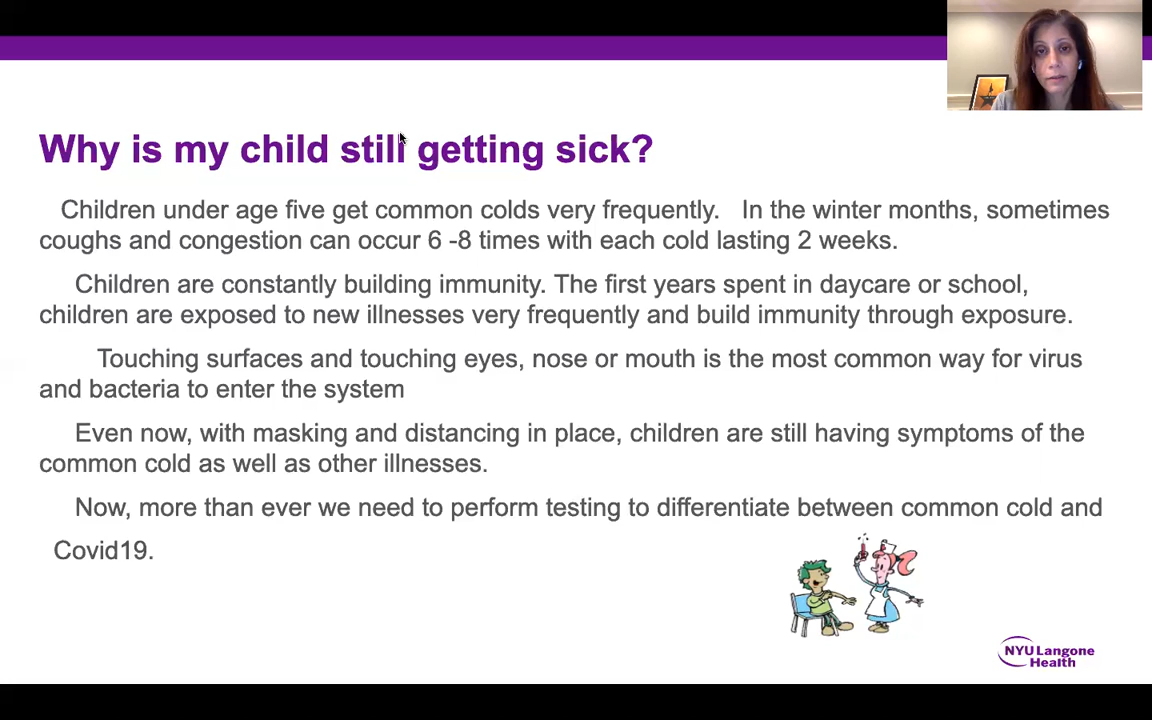 Why is my child still getting sick?
Children under age five get common colds very frequently. In the winter months, sometimes
coughs and congestion can occur 6 -8 times with each cold lasting 2 weeks.
Children are constantly building immunity. The first years spent in daycare or school,
children are exposed to new illnesses very frequently and build immunity through exposure.
Touching surfaces and touching eyes, nose or mouth is the most common way for virus
and bacteria to enter the system
Even now, with masking and distancing in place, children are still having symptoms of the
common cold as well as other illnesses.
Now, more than ever we need to perform testing to differentiate between common cold and
Covid19.
NYU Langone
Health